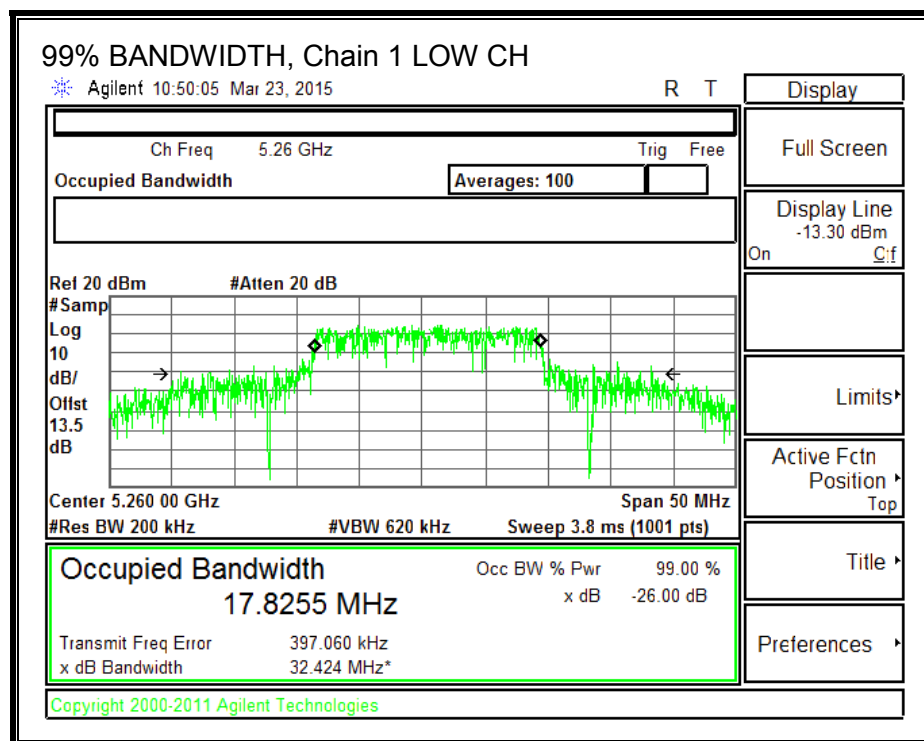 99% BANDWIDTH, Chain 1 LOW CH
Agilent 10:50:05 Mar 23, 2015 R T
Display
Ch Freq 5.26 GHz Trig Free
Full Screen
Occupied Bandwidth Averages: 100
Display Line
-13.30 dBm
On Off
Ref 20 dBm #Atten 20 dB
#Samp
Log
10
dB/
Offst
13.5
dB
Limits
Active Fctn
Position
Top
Center 5.260 00 GHz Span 50 MHz
#Res BW 200 kHz #VBW 620 kHz Sweep 3.8 ms (1001 pts)
Occupied Bandwidth Occ BW % Pwr 99.00 %
17.8255 MHz x dB -26.00 dB
Title
Transmit Freq Error 397.060 kHz
x dB Bandwidth 32.424 MHz*
Preferences
Copyright 2000-2011 Agilent Technologies